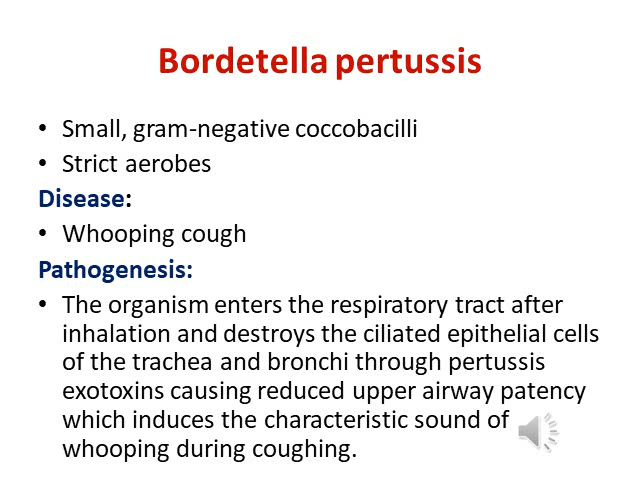 Bordetella pertussis
• Small, gram-negative coccobacilli
• Strict aerobes
Disease:
• Whooping cough
Pathogenesis:
• The organism enters the respiratory tract after
inhalation and destroys the ciliated epithelial cells
of the trachea and bronchi through pertussis
exotoxins causing reduced upper airway patency
which induces the characteristic sound of
whooping during coughing.